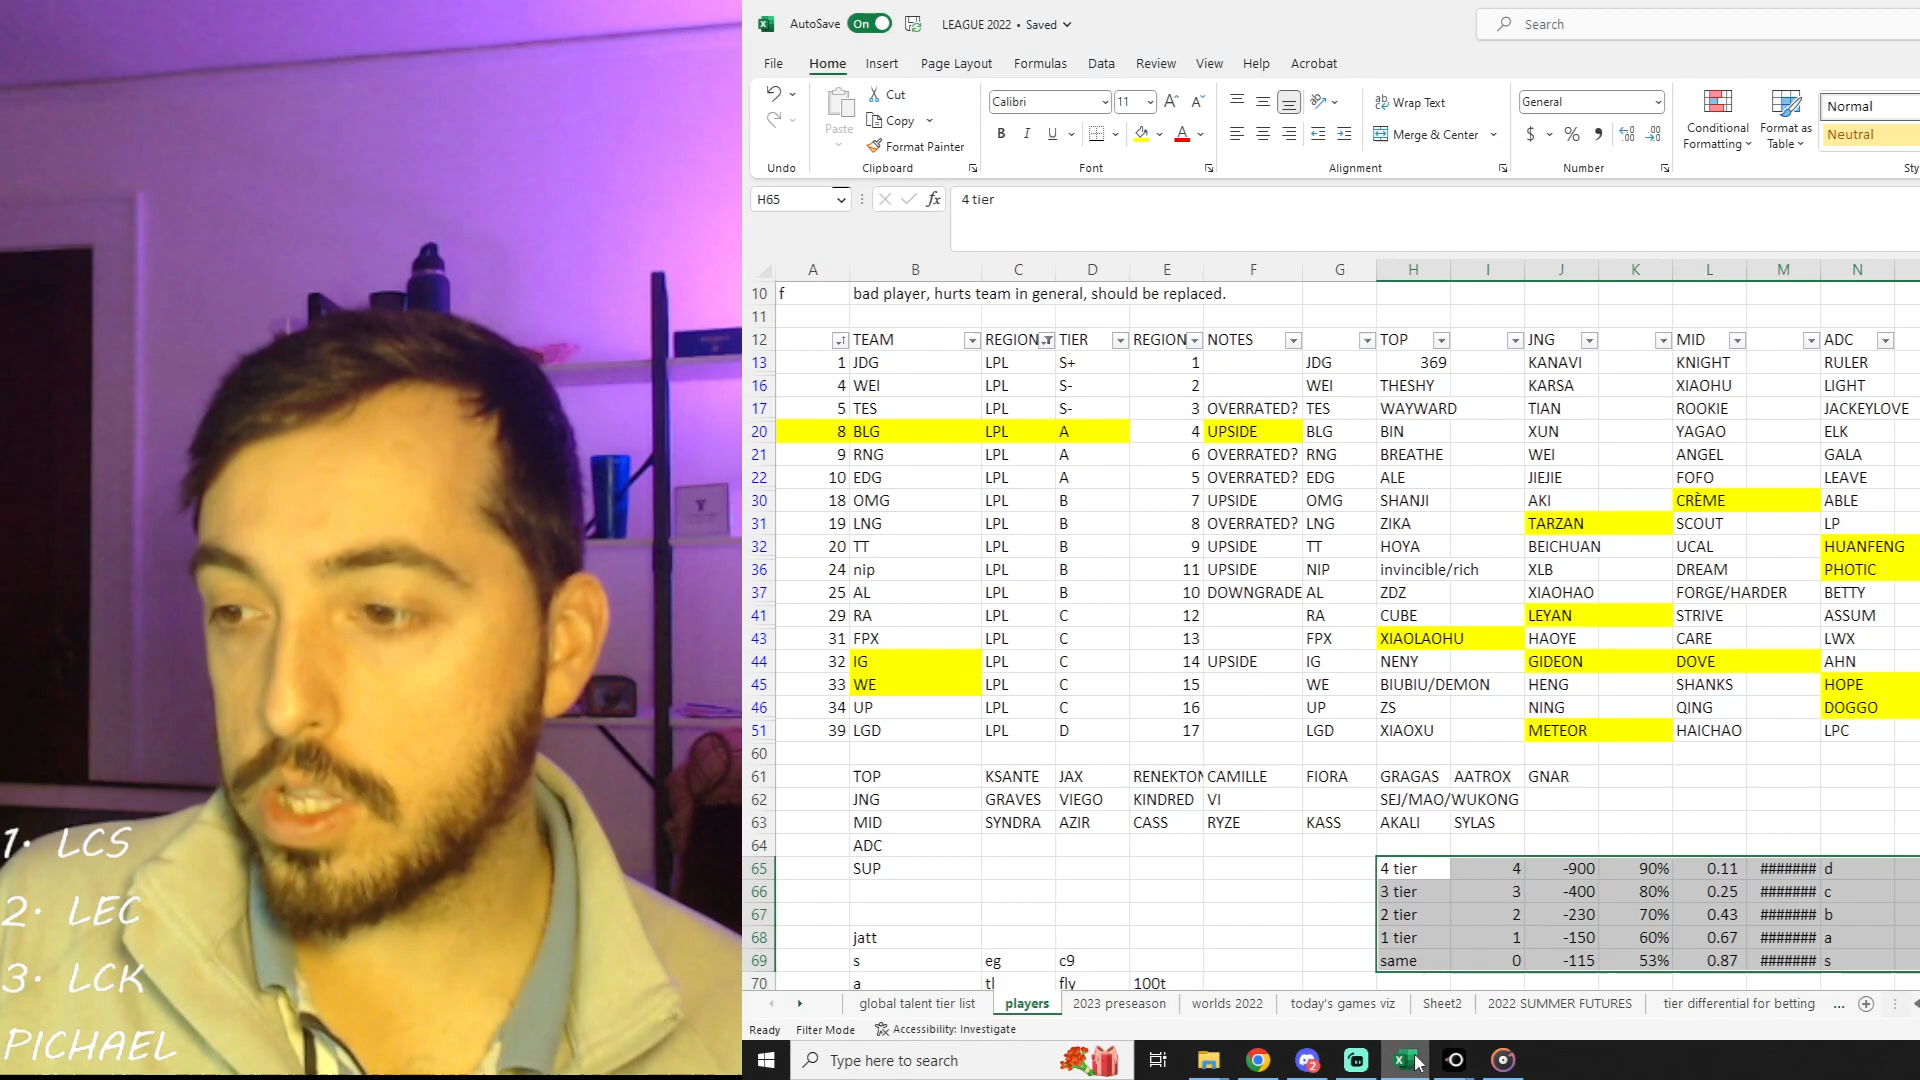 AutoSave On LEAGUE 2022 • Saved Search
File Home Insert Page Layout Formulas Data Review View Help Acrobat
Cut Calibri 11 Wrap Text General Normal
Paste Copy Merge & Center Conditional Formatting Format as Table Neutral
Format Painter
Undo Clipboard Font Alignment Number
H65 fx 4 tier
A B C D E F G H I J K L M N
10 f bad player, hurts team in general, should be replaced.
11
12 TEAM REGION TIER REGION NOTES TOP JNG MID ADC
13 1 JDG LPL S+ 1 JDG 369 KANAVI KNIGHT RULER
16 4 WEI LPL S- 2 WEI THESHY KARSA XIAOHU LIGHT
17 5 TES LPL S- 3 OVERRATED? TES WAYWARD TIAN ROOKIE JACKEYLOVE
20 8 BLG LPL A 4 UPSIDE BLG BIN XUN YAGAO ELK
21 9 RNG LPL A 6 OVERRATED? RNG BREATHE WEI ANGEL GALA
22 10 EDG LPL A 5 OVERRATED? EDG ALE JIEJIE FOFO LEAVE
30 18 OMG LPL B 7 UPSIDE OMG SHANJI AKI CRÈME ABLE
31 19 LNG LPL B 8 OVERRATED? LNG ZIKA TARZAN SCOUT LP
32 20 TT LPL B 9 UPSIDE TT HOYA BEICHUAN UCAL HUANFENG
36 24 nip LPL B 11 UPSIDE NIP invincible/rich XLB DREAM PHOTIC
37 25 AL LPL B 10 DOWNGRADE AL ZDZ XIAOHAO FORGE/HARDER BETTY
41 29 RA LPL C 12 RA CUBE LEYAN STRIVE ASSUM
43 31 FPX LPL C 13 FPX XIAOLAOHU HAOYE CARE LWX
44 32 IG LPL C 14 UPSIDE IG NENY GIDEON DOVE AHN
45 33 WE LPL C 15 WE BIUBIU/DEMON HENG SHANKS HOPE
46 34 UP LPL C 16 UP ZS NING QING DOGGO
51 39 LGD LPL D 17 LGD XIAOXU METEOR HAICHAO LPC
60
61 TOP KSANTE JAX RENEKTON CAMILLE FIORA GRAGAS AATROX GNAR
62 JNG GRAVES VIEGO KINDRED VI SEJ/MAO/WUKONG
63 MID SYNDRA AZIR CASS RYZE KASS AKALI SYLAS
64 ADC
65 SUP 4 tier 4 -900 90% 0.11 ####### d
66 3 tier 3 -400 80% 0.25 ####### c
67 2 tier 2 -230 70% 0.43 ####### b
68 jatt 1 tier 1 -150 60% 0.67 ####### a
69 s eg c9 same 0 -115 53% 0.87 ####### s
70 a tl fly 100t
global talent tier list players 2023 preseason worlds 2022 today's games viz Sheet2 2022 SUMMER FUTURES tier differential for betting ...
Ready Filter Mode Accessibility: Investigate
Type here to search
1. LCS
2. LEC
3. LCK
PICHAEL